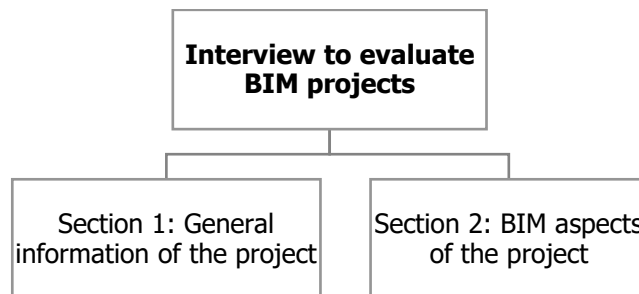 Interview to evaluate
BIM projects
Section 1: General
information of the project
Section 2: BIM aspects
of the project